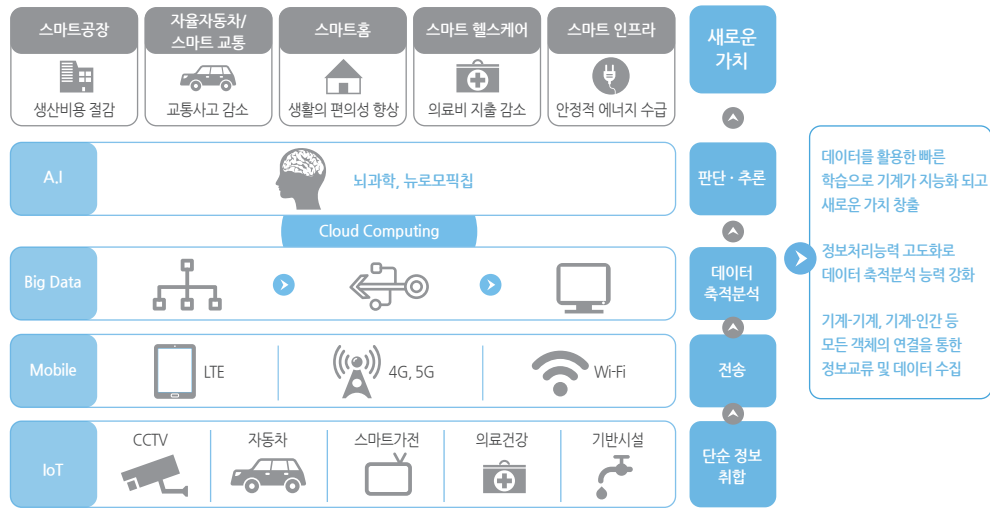 스마트공장
생산비용 절감
자율자동차/
스마트 교통
교통사고 감소
스마트홈
생활의 편의성 향상
스마트 헬스케어
의료비 지출 감소
스마트 인프라
안정적 에너지 수급
새로운
가치
A.I
뇌과학, 뉴로모픽칩
판단 · 추론
Cloud Computing
Big Data
데이터
축적분석
Mobile
LTE
4G, 5G
Wi-Fi
전송
IoT
CCTV
자동차
스마트가전
의료건강
기반시설
단순 정보
취합
데이터를 활용한 빠른
학습으로 기계가 지능화 되고
새로운 가치 창출
정보처리능력 고도화로
데이터 축적분석 능력 강화
기계-기계, 기계-인간 등
모든 객체의 연결을 통한
정보교류 및 데이터 수집